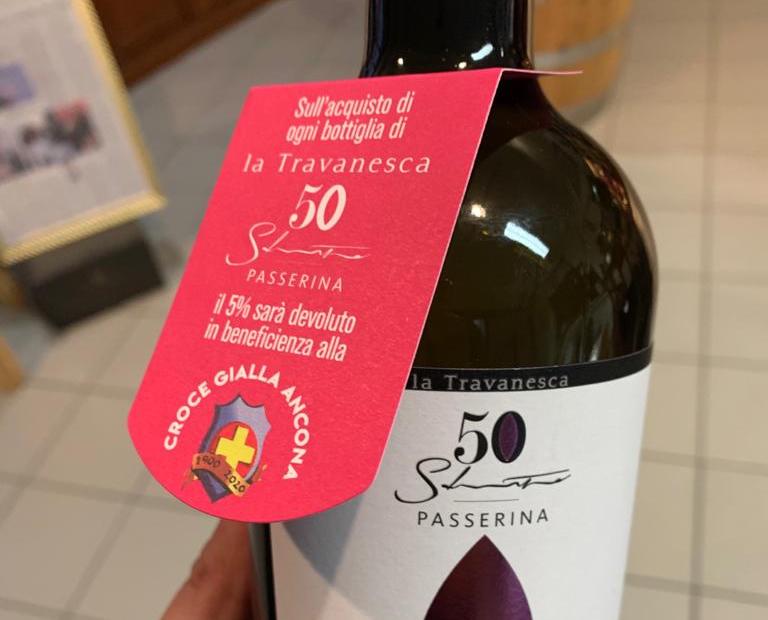 Sull'acquisto di
ogni bottiglia di
la Travanesca
50
PASSERINA
il 5% sarà devoluto
in beneficienza alla
CROCE GIALLA ANCONA
1900 2020
la Travanesca
50
PASSERINA